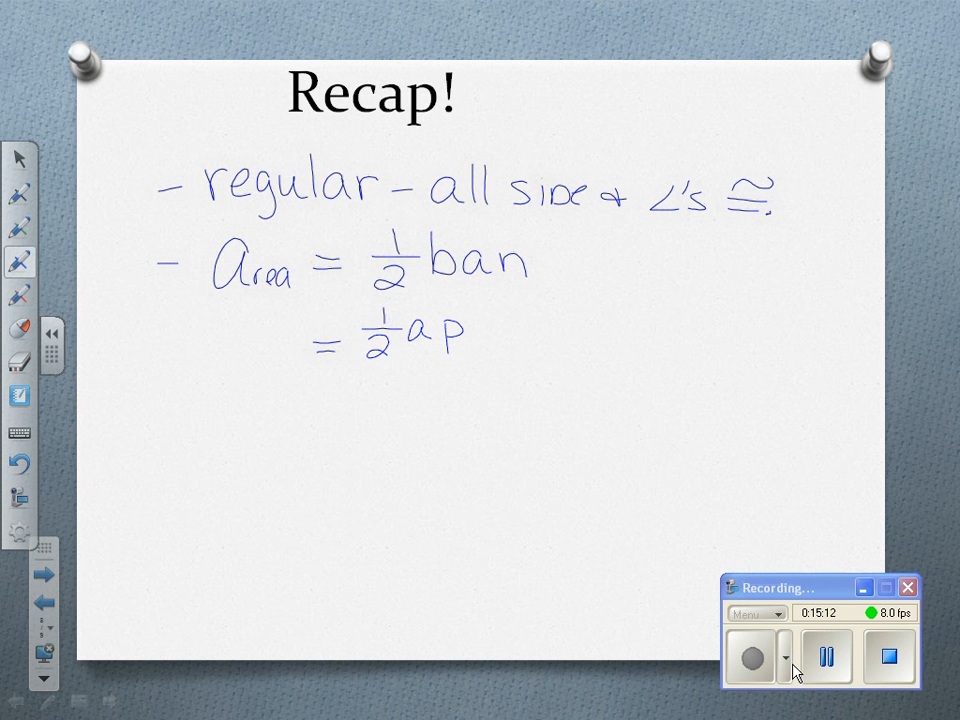 Recap!
- regular - all side + ∠'s ≅.
- Area = 1/2 ban
= 1/2 ap
Recording...
Menu
0:15:12
8.0 fps